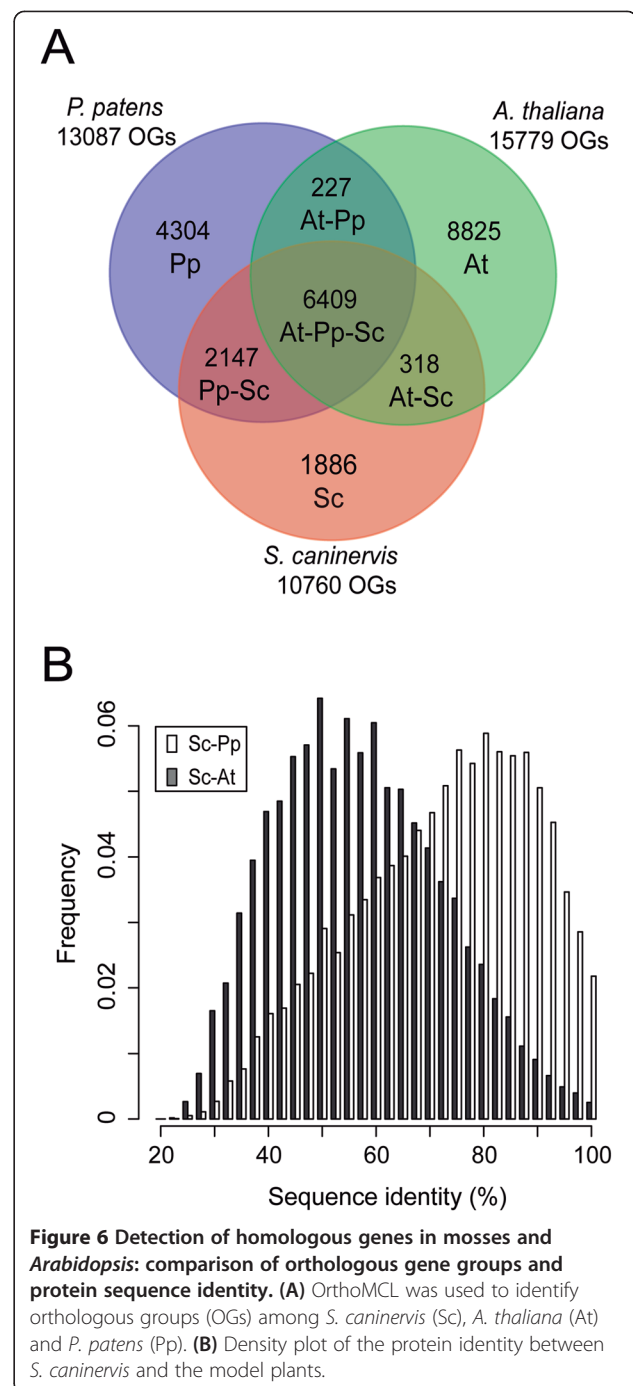 A
P. patens
13087 OGs
A. thaliana
15779 OGs
227
At-Pp
4304
Pp
8825
At
6409
At-Pp-Sc
2147
Pp-Sc
318
At-Sc
1886
Sc
S. caninervis
10760 OGs
B
Sc-Pp
Sc-At
Frequency
0.06
0.04
0.02
0
20 40 60 80 100
Sequence identity (%)
Figure 6 Detection of homologous genes in mosses and
Arabidopsis: comparison of orthologous gene groups and
protein sequence identity. (A) OrthoMCL was used to identify
orthologous groups (OGs) among S. caninervis (Sc), A. thaliana (At)
and P. patens (Pp). (B) Density plot of the protein identity between
S. caninervis and the model plants.